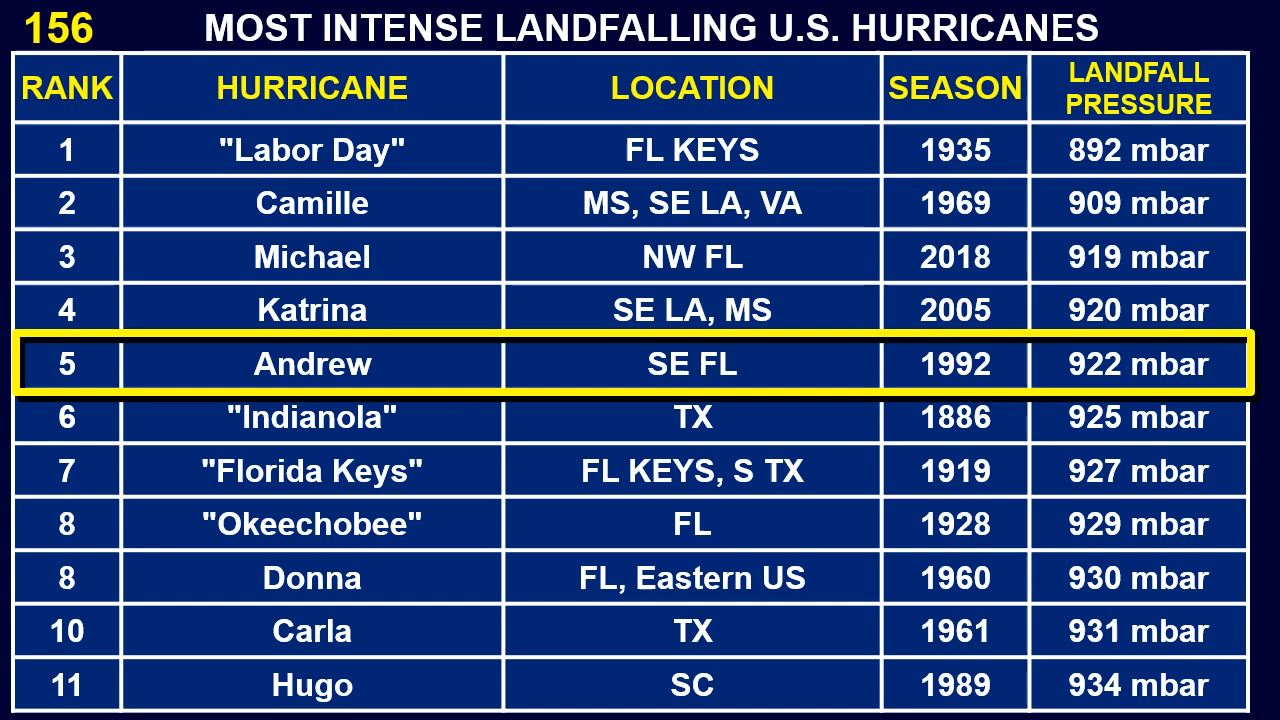 156 MOST INTENSE LANDFALLING U.S. HURRICANES
RANK HURRICANE LOCATION SEASON LANDFALL PRESSURE
1 "Labor Day" FL KEYS 1935 892 mbar
2 Camille MS, SE LA, VA 1969 909 mbar
3 Michael NW FL 2018 919 mbar
4 Katrina SE LA, MS 2005 920 mbar
5 Andrew SE FL 1992 922 mbar
6 "Indianola" TX 1886 925 mbar
7 "Florida Keys" FL KEYS, S TX 1919 927 mbar
8 "Okeechobee" FL 1928 929 mbar
8 Donna FL, Eastern US 1960 930 mbar
10 Carla TX 1961 931 mbar
11 Hugo SC 1989 934 mbar